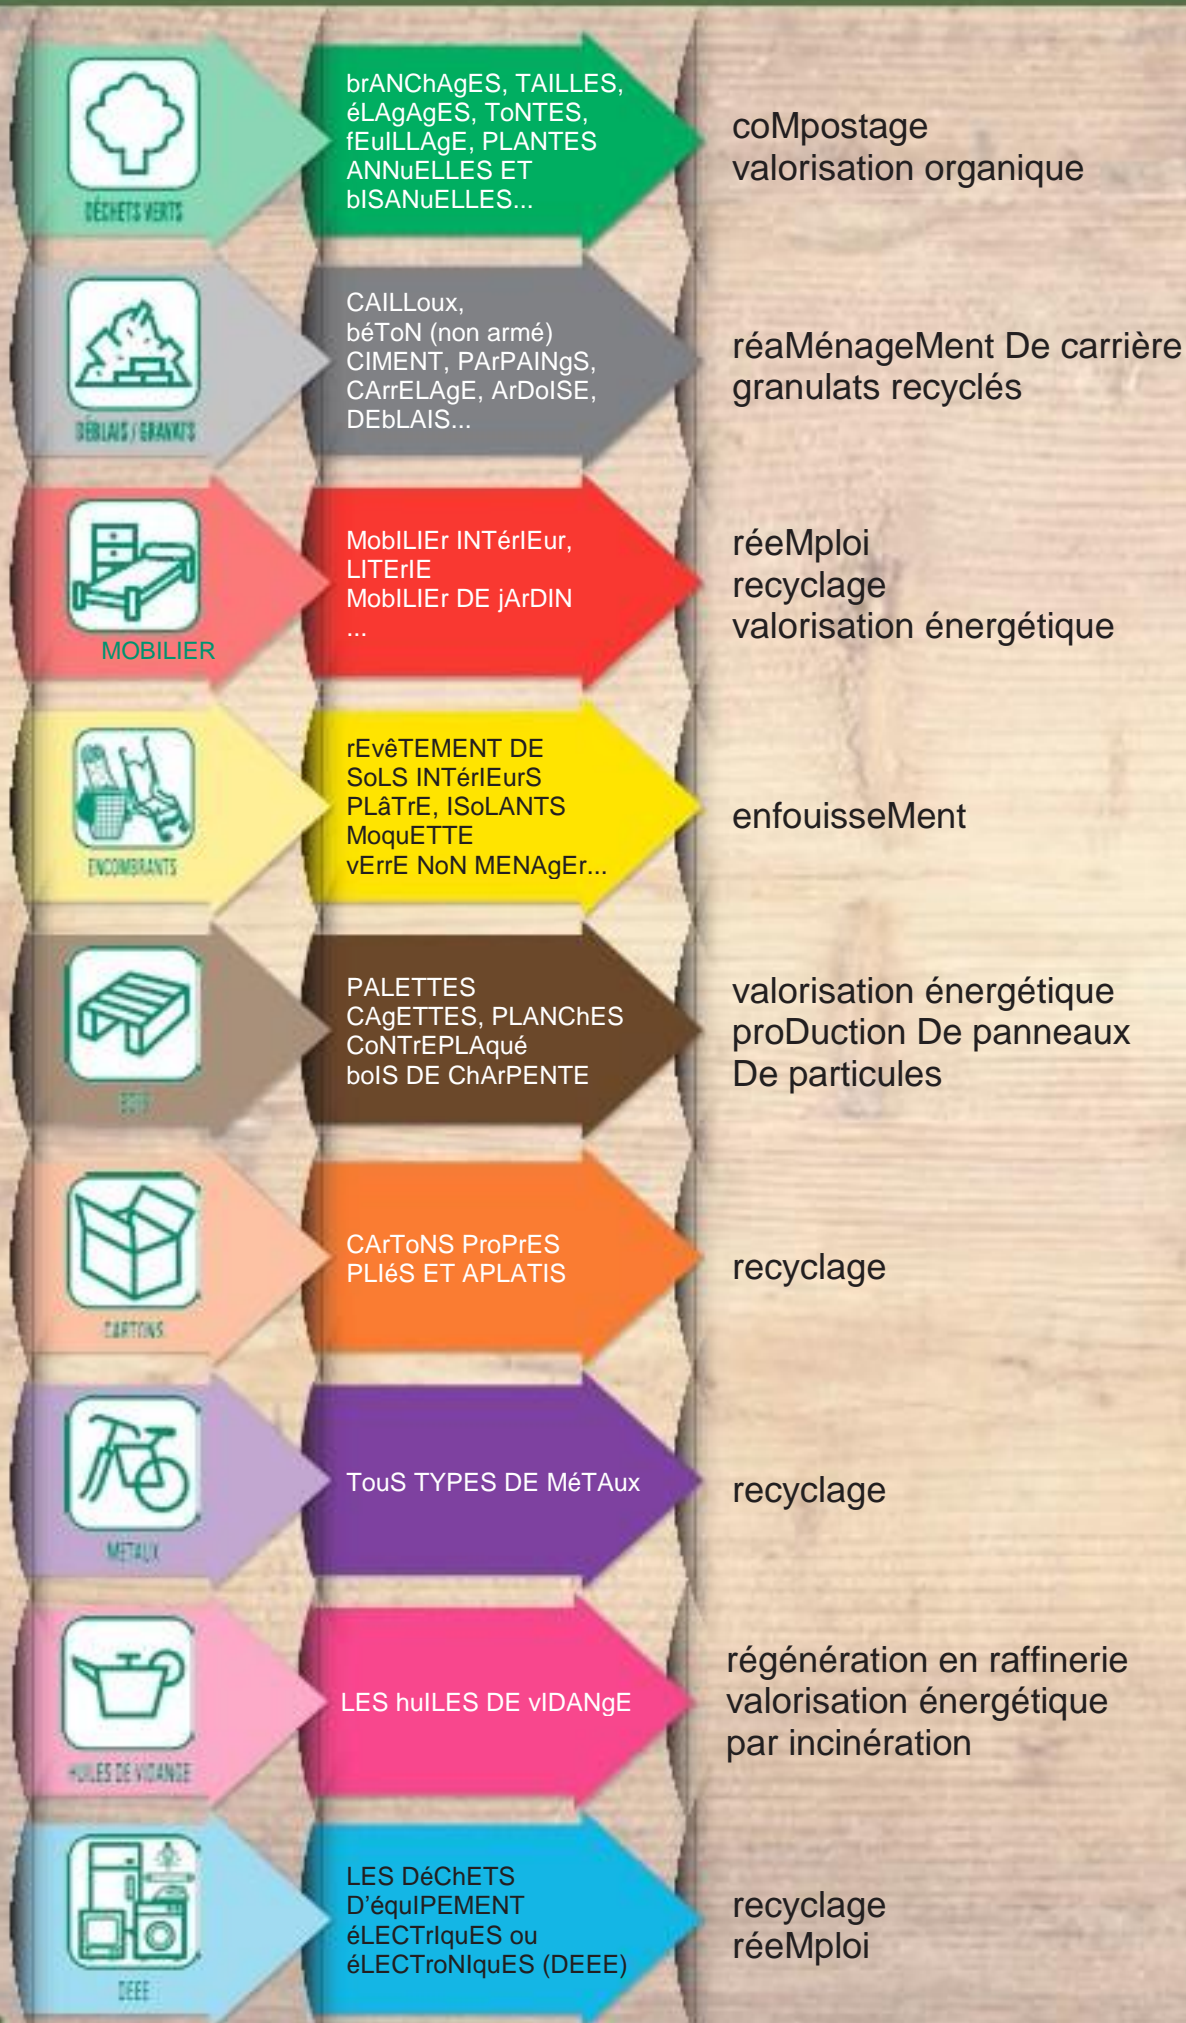 DÉCHETS VERTS
brANChAgES, TAILLES,
éLAgAgES, ToNTES,
fEuILLAgE, PLANTES
ANNuELLES ET
bISANuELLES...
coMpostage
valorisation organique
DÉBLAIS / GRAVATS
CAILLoux,
béToN (non armé)
CIMENT, PArPAINgS,
CArrELAgE, ArDoISE,
DEbLAIS...
réaMénageMent De carrière
granulats recyclés
MOBILIER
MobILIEr INTérIEur,
LITErIE
MobILIEr DE jArDIN
...
réeMploi
recyclage
valorisation énergétique
ENCOMBRANTS
rEvêTEMENT DE
SoLS INTérIEurS
PLâTrE, ISoLANTS
MoquETTE
vErrE NoN MENAgEr...
enfouisseMent
BOIS
PALETTES
CAgETTES, PLANChES
CoNTrEPLAqué
boIS DE ChArPENTE
valorisation énergétique
proDuction De panneaux
De particules
CARTONS
CArToNS ProPrES
PLIéS ET APLATIS
recyclage
METAUX
TouS TYPES DE MéTAux
recyclage
HUILES DE VIDANGE
LES huILES DE vIDANgE
régénération en raffinerie
valorisation énergétique
par incinération
DEEE
LES DéChETS
D'équIPEMENT
éLECTrIquES ou
éLECTroNIquES (DEEE)
recyclage
réeMploi